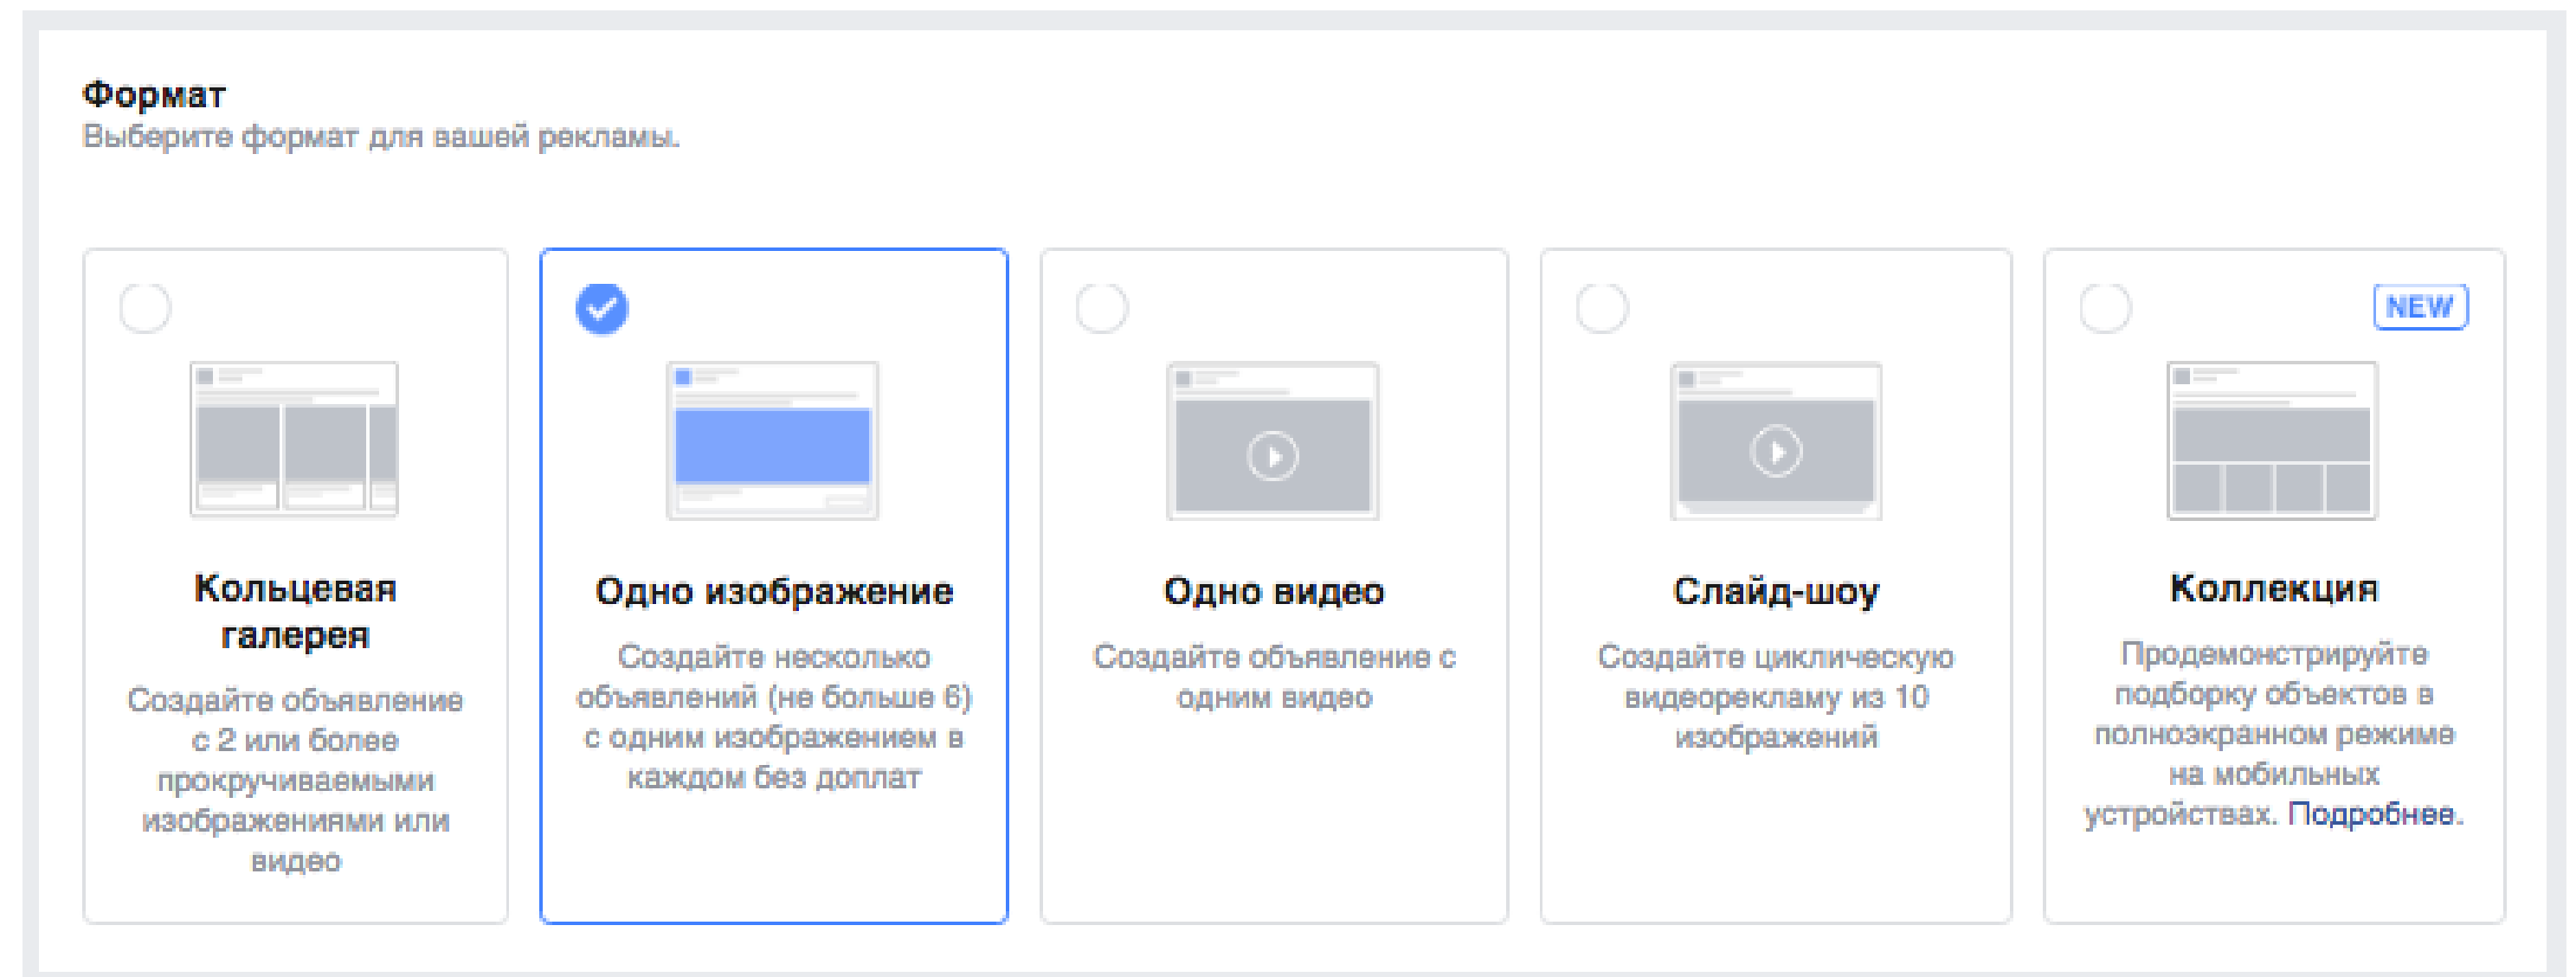 Формат
Выберите формат для вашей рекламы.
Кольцевая
галерея
Создайте объявление
с 2 или более
прокручиваемыми
изображениями или
видео
Одно изображение
Создайте несколько
объявлений (не больше 6)
с одним изображением в
каждом без доплат
Одно видео
Создайте объявление с
одним видео
Слайд-шоу
Создайте циклическую
видеорекламу из 10
изображений
NEW
Коллекция
Продемонстрируйте
подборку объектов в
полноэкранном режиме
на мобильных
устройствах. Подробнее.